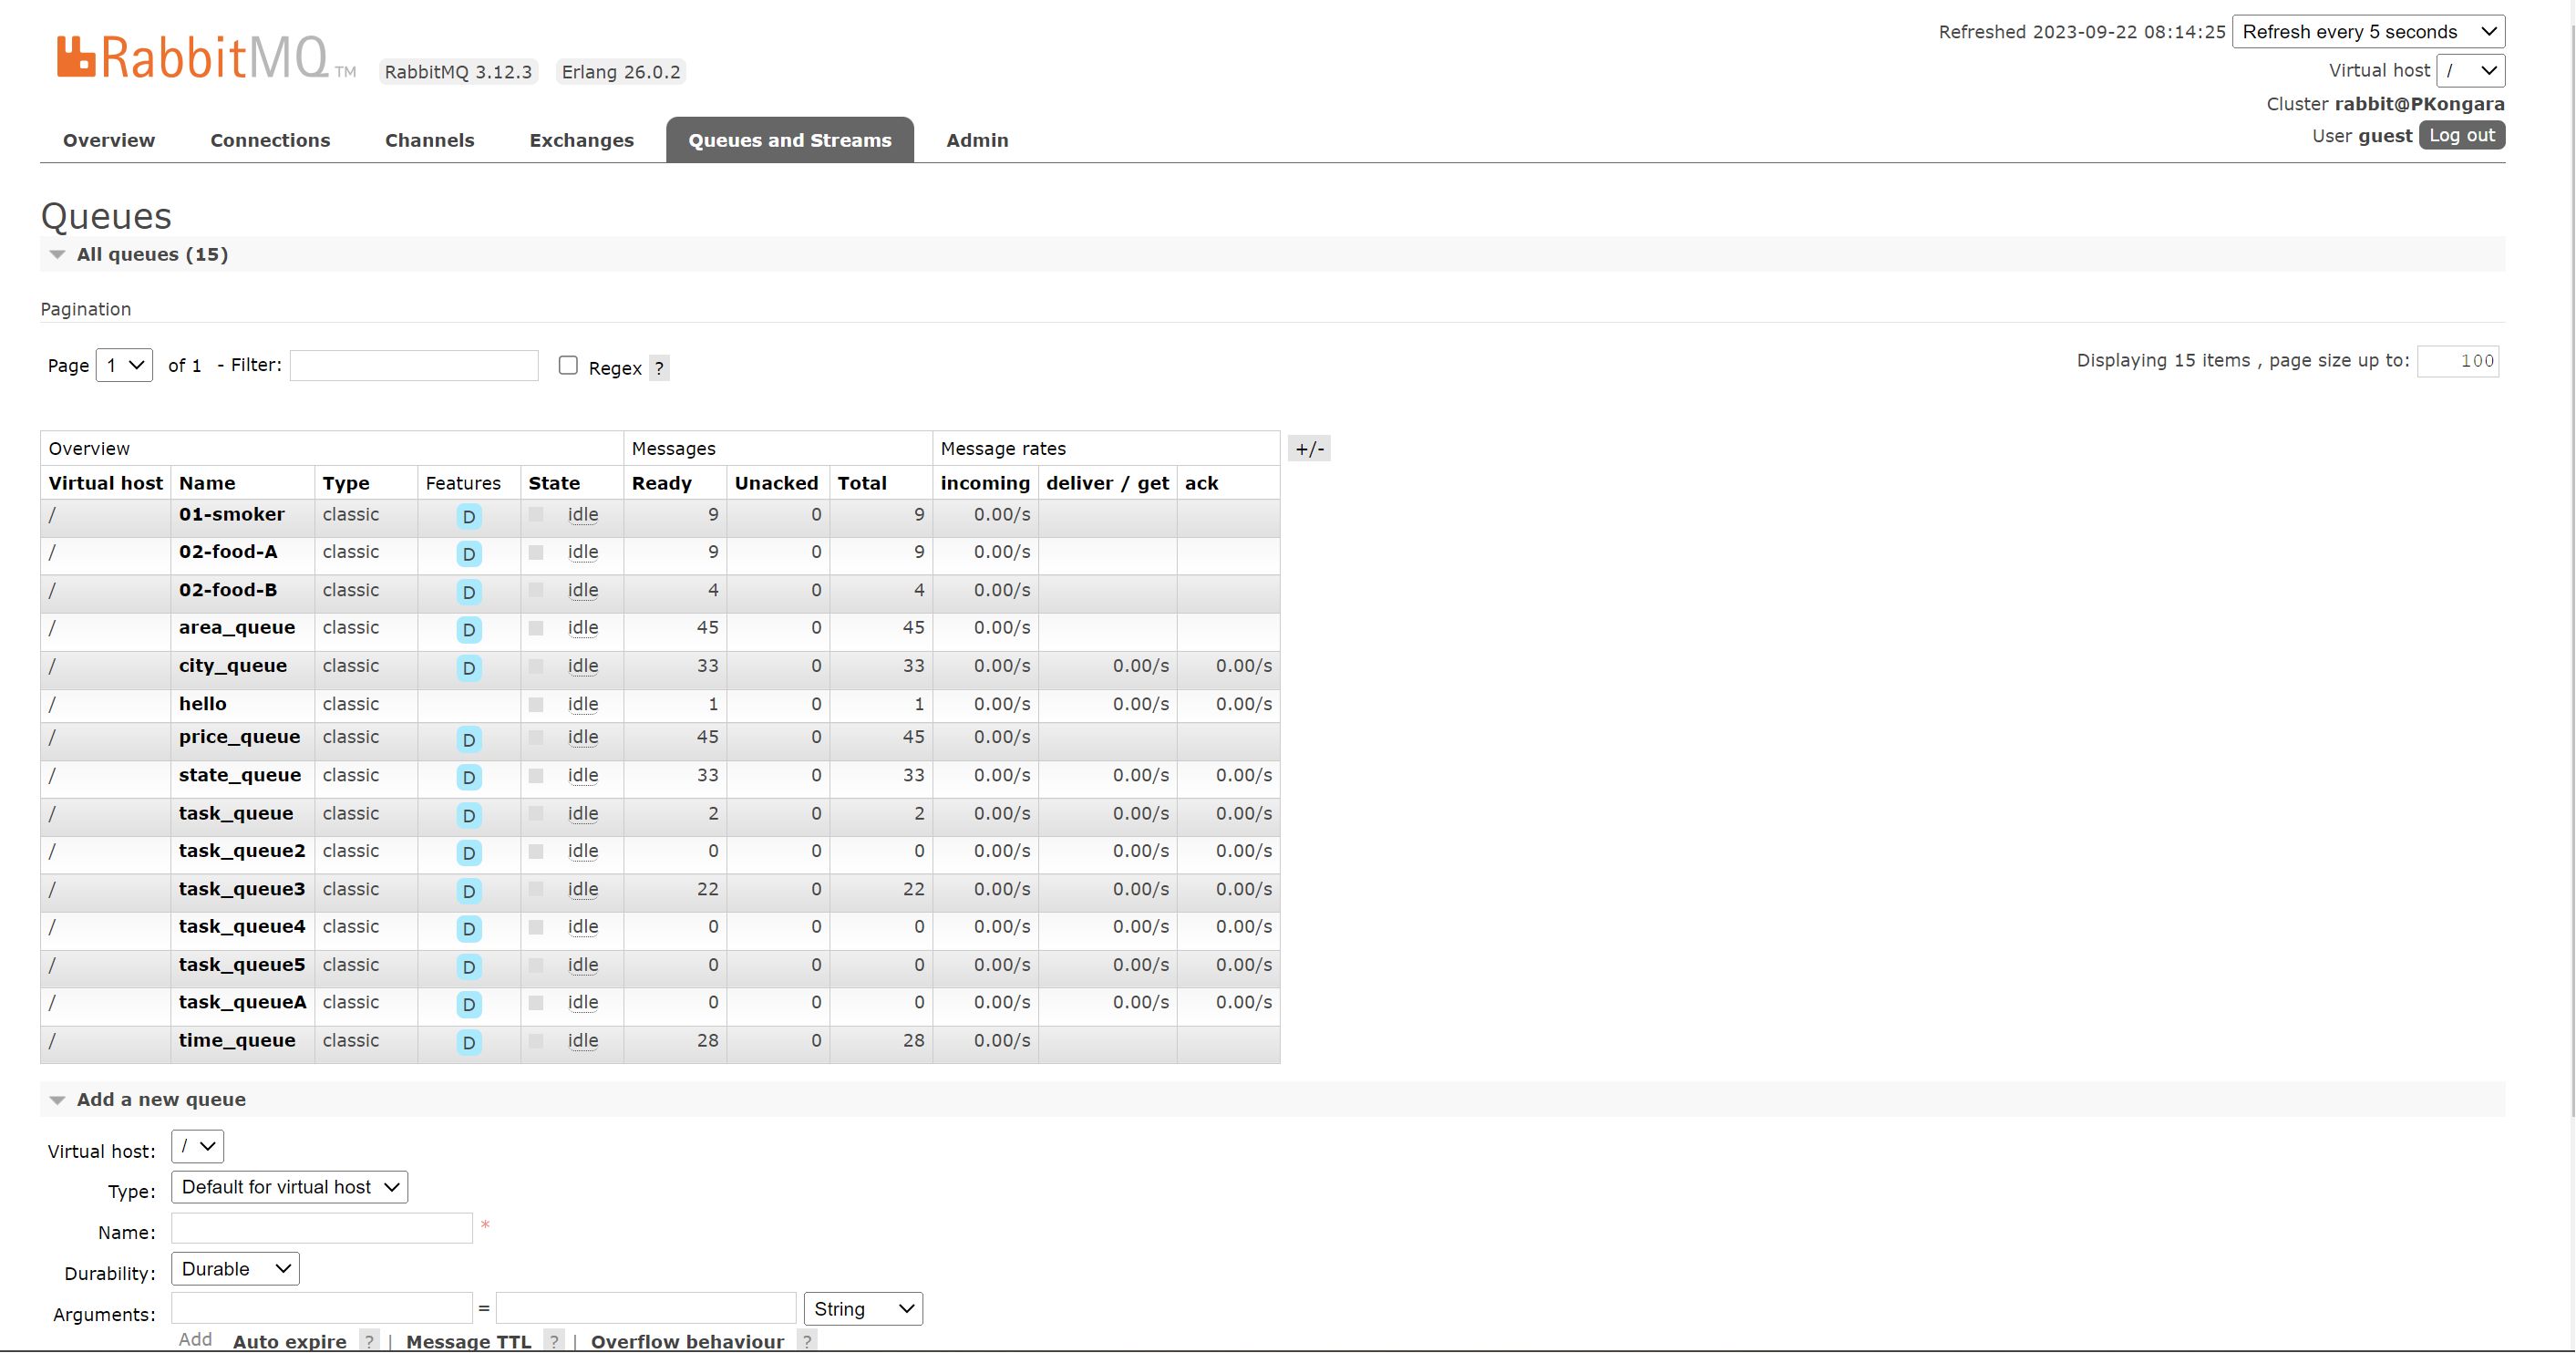 Refreshed 2023-09-22 08:14:25 Refresh every 5 seconds
RabbitMQ TM RabbitMQ 3.12.3 Erlang 26.0.2
Virtual host /
Cluster rabbit@PKongara
User guest Log out
Overview Connections Channels Exchanges Queues and Streams Admin
Queues
All queues (15)
Pagination
Page 1 of 1 - Filter: Regex ? Displaying 15 items , page size up to: 100
Overview Messages Message rates +/-
Virtual host Name Type Features State Ready Unacked Total incoming deliver / get ack
/ 01-smoker classic D idle 9 0 9 0.00/s
/ 02-food-A classic D idle 9 0 9 0.00/s
/ 02-food-B classic D idle 4 0 4 0.00/s
/ area_queue classic D idle 45 0 45 0.00/s
/ city_queue classic D idle 33 0 33 0.00/s 0.00/s 0.00/s
/ hello classic idle 1 0 1 0.00/s 0.00/s 0.00/s
/ price_queue classic D idle 45 0 45 0.00/s
/ state_queue classic D idle 33 0 33 0.00/s 0.00/s 0.00/s
/ task_queue classic D idle 2 0 2 0.00/s 0.00/s 0.00/s
/ task_queue2 classic D idle 0 0 0 0.00/s 0.00/s 0.00/s
/ task_queue3 classic D idle 22 0 22 0.00/s 0.00/s 0.00/s
/ task_queue4 classic D idle 0 0 0 0.00/s 0.00/s 0.00/s
/ task_queue5 classic D idle 0 0 0 0.00/s 0.00/s 0.00/s
/ task_queueA classic D idle 0 0 0 0.00/s 0.00/s 0.00/s
/ time_queue classic D idle 28 0 28 0.00/s
Add a new queue
Virtual host: /
Type: Default for virtual host
Name: *
Durability: Durable
Arguments: = String
Add Auto expire ? | Message TTL ? | Overflow behaviour ?